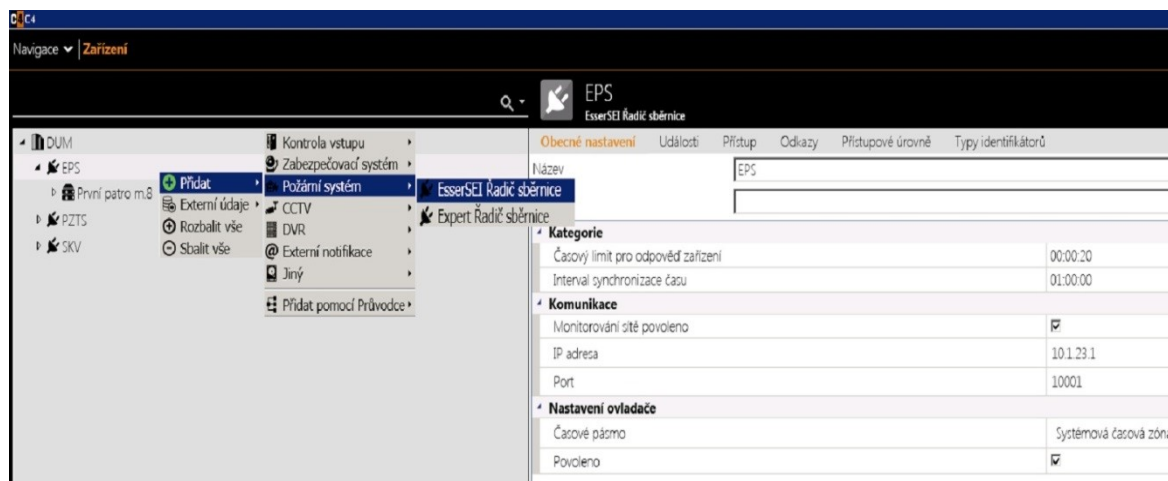 C4 C4
Navigace Zařízení
EPS
EsserSEI Řadič sběrnice
DUM
EPS
První patro m.8
PZTS
SKV
Přidat
Externí údaje
Rozbalit vše
Sbalit vše
Kontrola vstupu
Zabezpečovací systém
Požární systém
CCTV
DVR
Externí notifikace
Jiný
Přidat pomocí Průvodce
EsserSEI Řadič sběrnice
Expert Řadič sběrnice
Obecné nastavení Události Přístup Odkazy Přístupové úrovně Typy identifikátorů
Název EPS
Kategorie
Časový limit pro odpověď zařízení 00:00:20
Interval synchronizace času 01:00:00
Komunikace
Monitorování sítě povoleno
IP adresa 10.1.23.1
Port 10001
Nastavení ovladače
Časové pásmo Systémová časová zóna
Povoleno